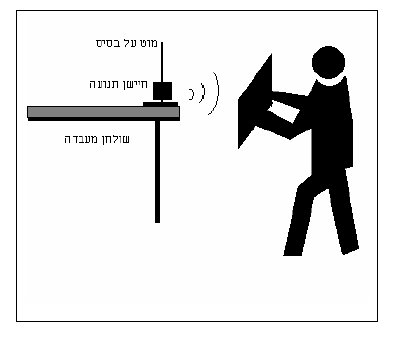 מוט על בסיס
חיישן תנועה
שולחן מעבדה